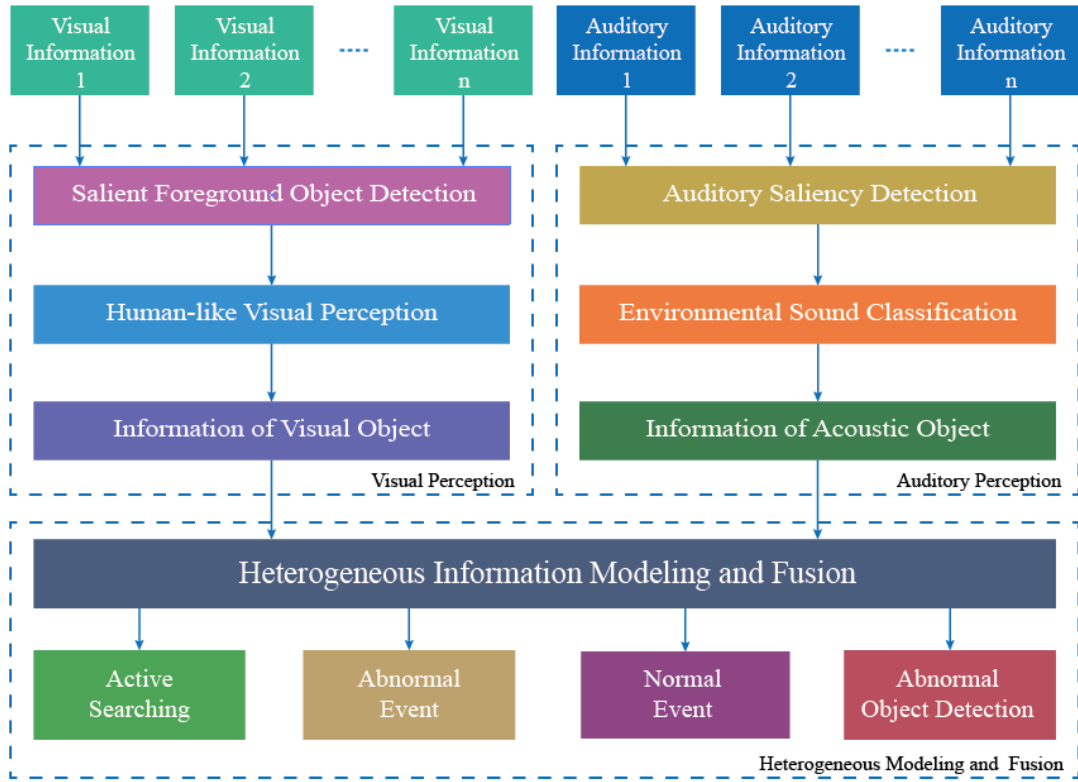 Visual
Information
1
Visual
Information
2
Visual
Information
n
Auditory
Information
1
Auditory
Information
2
Auditory
Information
n
Salient Foreground Object Detection
Human-like Visual Perception
Information of Visual Object
Visual Perception
Auditory Saliency Detection
Environmental Sound Classification
Information of Acoustic Object
Auditory Perception
Heterogeneous Information Modeling and Fusion
Active
Searching
Abnormal
Event
Normal
Event
Abnormal
Object Detection
Heterogeneous Modeling and Fusion